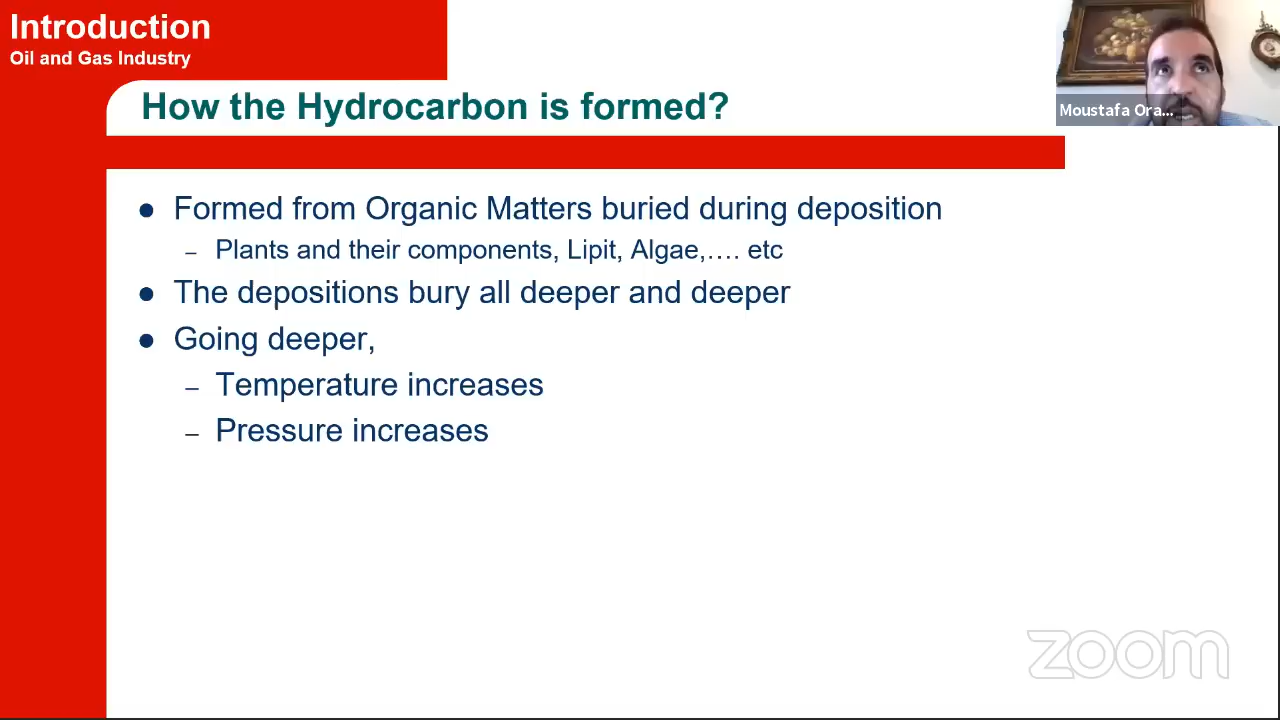 Introduction
Oil and Gas Industry
Moustafa Ora...
How the Hydrocarbon is formed?
● Formed from Organic Matters buried during deposition
– Plants and their components, Lipit, Algae,…. etc
● The depositions bury all deeper and deeper
● Going deeper,
– Temperature increases
– Pressure increases
zoom